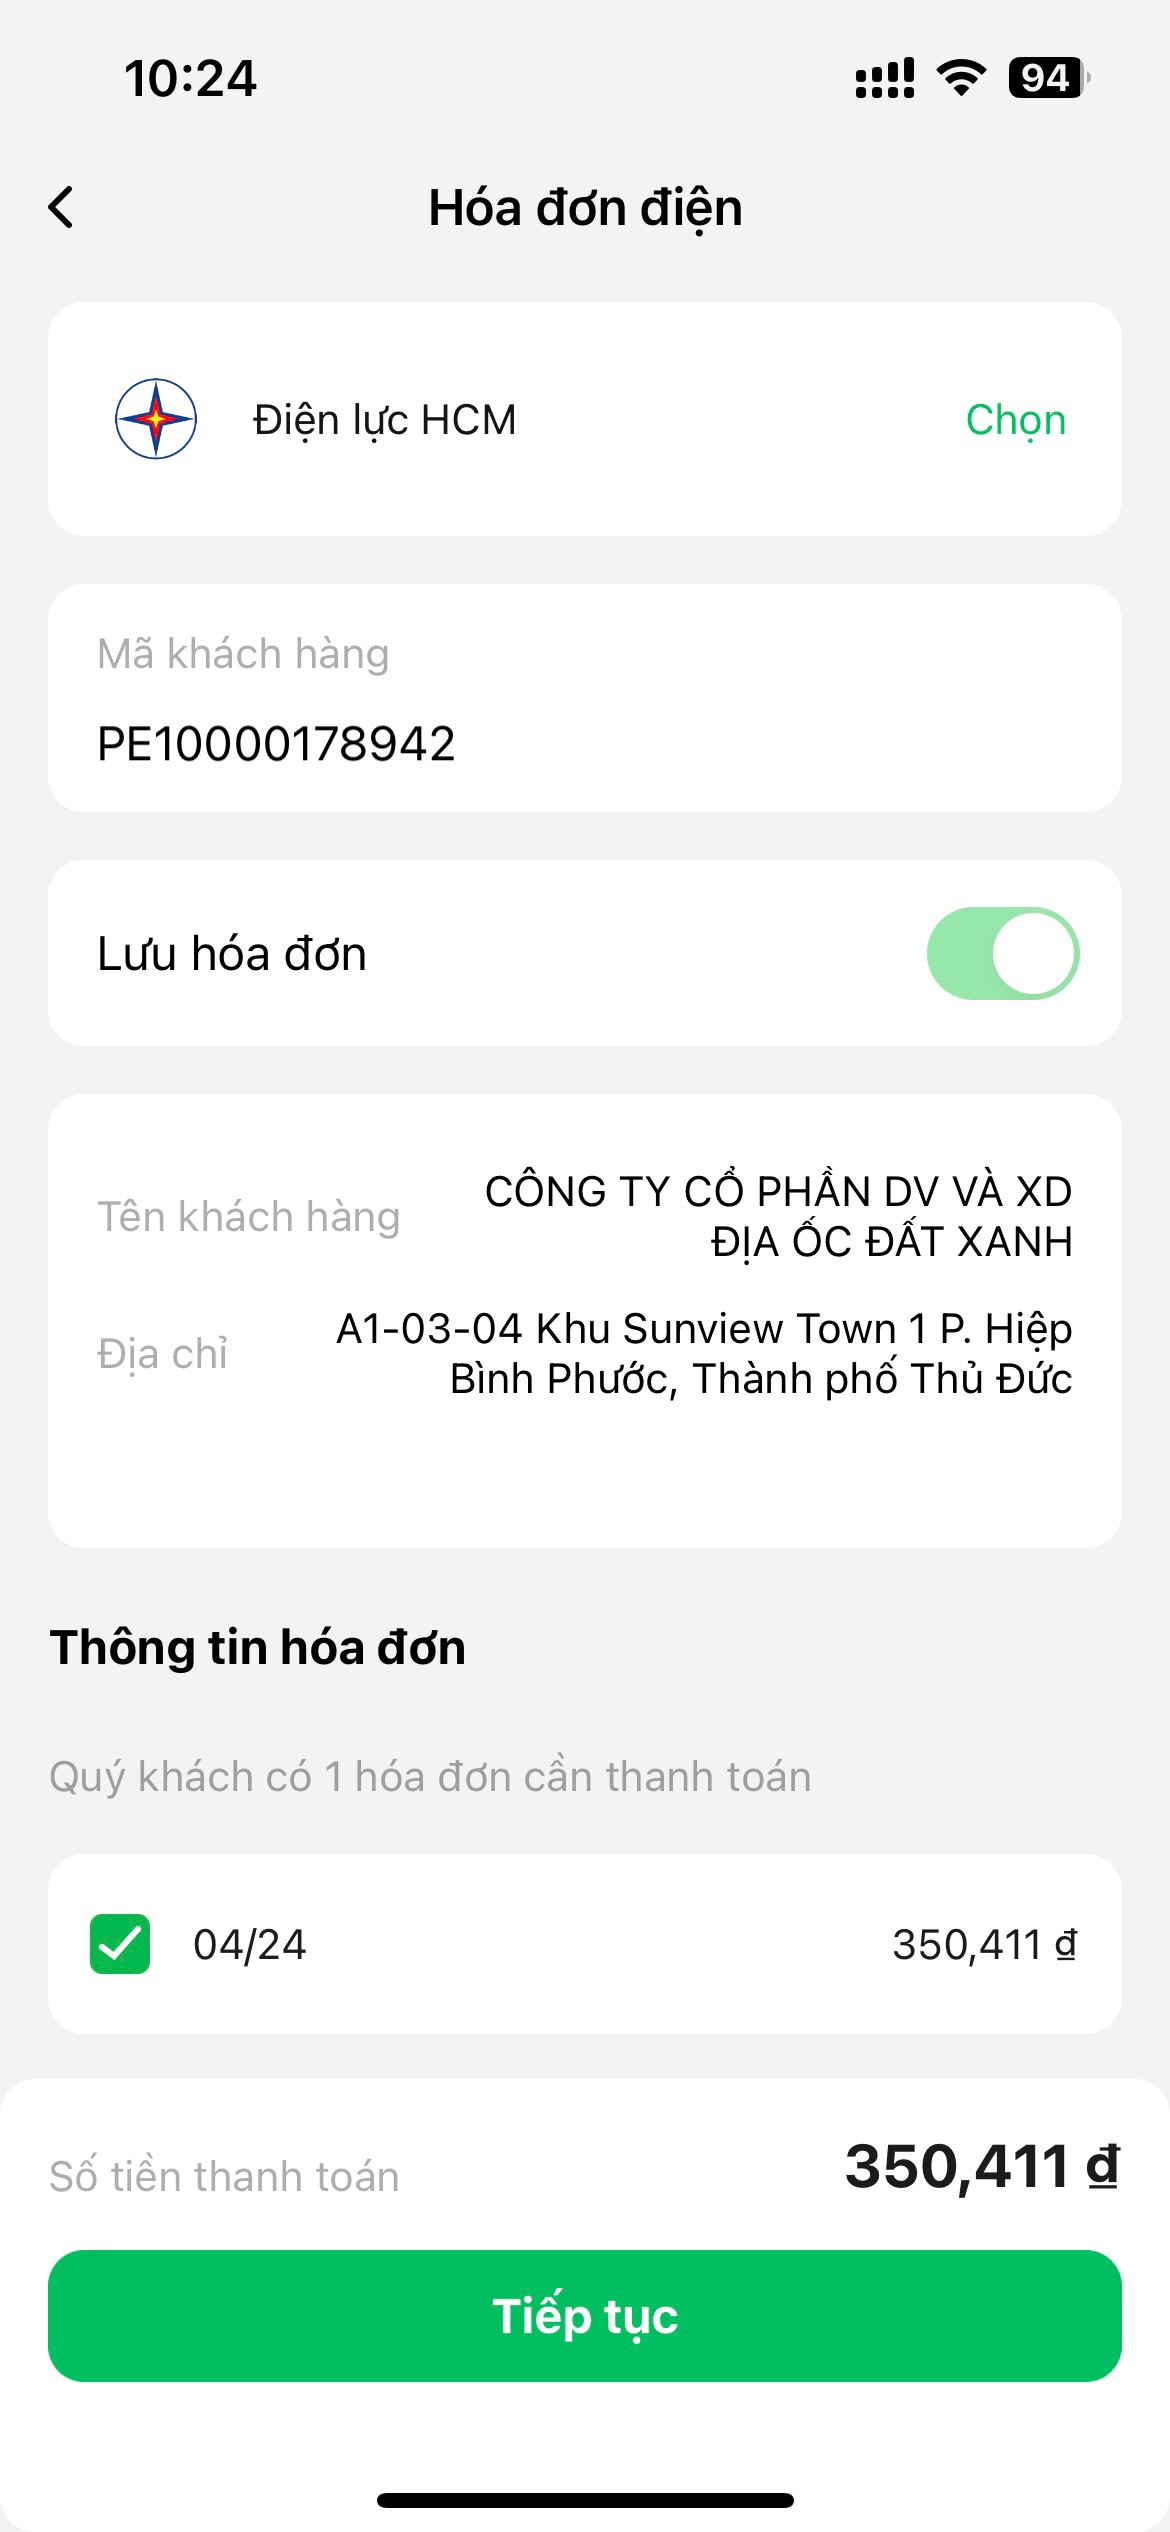 10:24
94
Hóa đơn điện
Điện lực HCM
Chọn
Mã khách hàng
PE10000178942
Lưu hóa đơn
Tên khách hàng
CÔNG TY CỔ PHẦN DV VÀ XD
ĐỊA ỐC ĐẤT XANH
Địa chỉ
A1-03-04 Khu Sunview Town 1 P. Hiệp
Bình Phước, Thành phố Thủ Đức
Thông tin hóa đơn
Quý khách có 1 hóa đơn cần thanh toán
04/24
350,411 ₫
Số tiền thanh toán
350,411 ₫
Tiếp tục